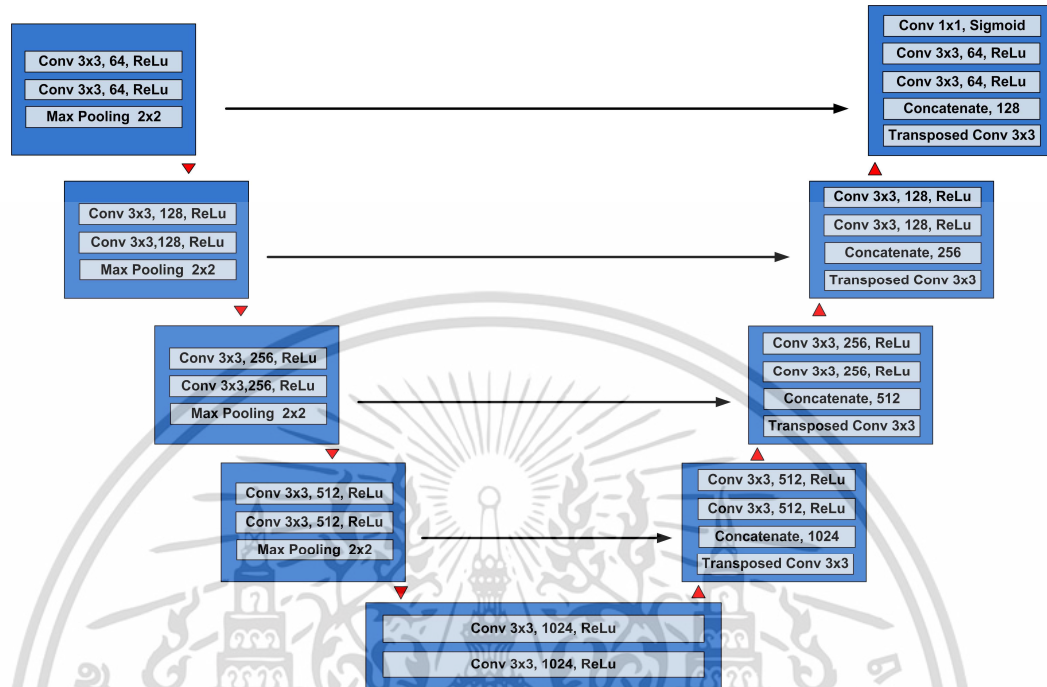 Conv 3x3, 64, ReLu
Conv 3x3, 64, ReLu
Max Pooling 2x2
Conv 3x3, 128, ReLu
Conv 3x3,128, ReLu
Max Pooling 2x2
Conv 3x3, 256, ReLu
Conv 3x3,256, ReLu
Max Pooling 2x2
Conv 3x3, 512, ReLu
Conv 3x3, 512, ReLu
Max Pooling 2x2
Conv 3x3, 1024, ReLu
Conv 3x3, 1024, ReLu
Conv 1x1, Sigmoid
Conv 3x3, 64, ReLu
Conv 3x3, 64, ReLu
Concatenate, 128
Transposed Conv 3x3
Conv 3x3, 128, ReLu
Conv 3x3, 128, ReLu
Concatenate, 256
Transposed Conv 3x3
Conv 3x3, 256, ReLu
Conv 3x3, 256, ReLu
Concatenate, 512
Transposed Conv 3x3
Conv 3x3, 512, ReLu
Conv 3x3, 512, ReLu
Concatenate, 1024
Transposed Conv 3x3